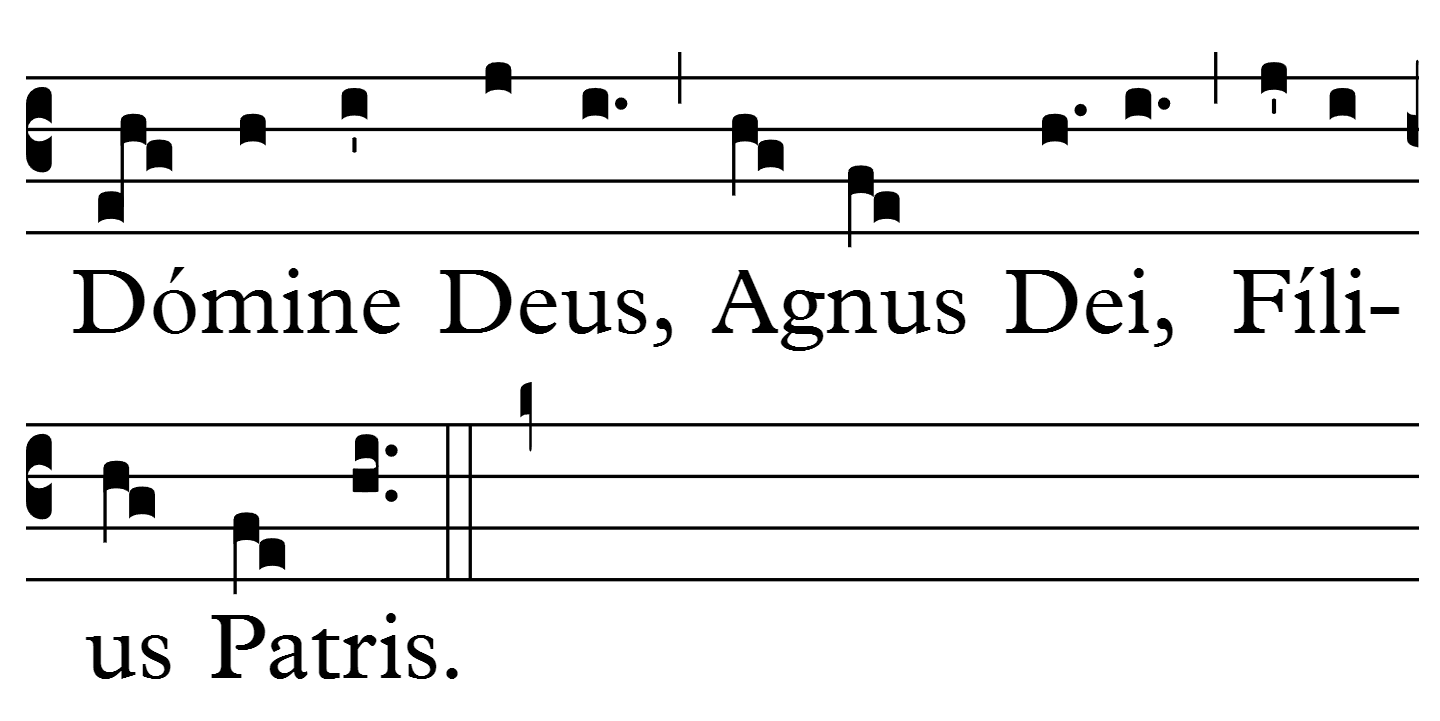 Dómine Deus, Agnus Dei, Fíli-
us Patris.